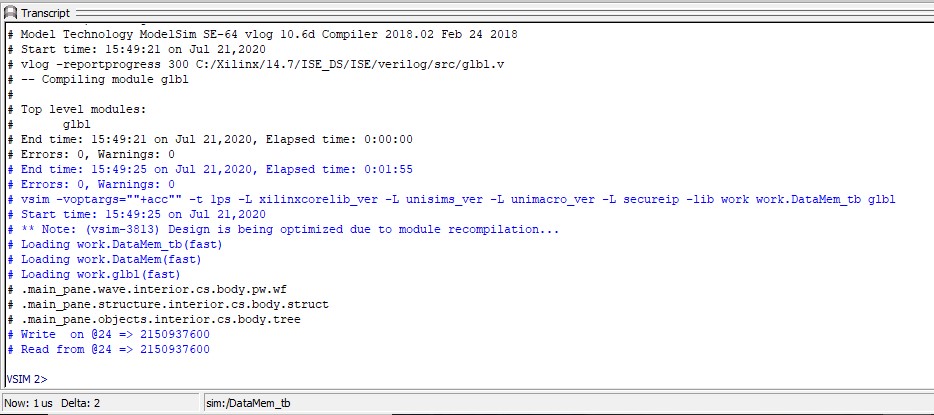 Transcript
# Model Technology ModelSim SE-64 vlog 10.6d Compiler 2018.02 Feb 24 2018
# Start time: 15:49:21 on Jul 21,2020
# vlog -reportprogress 300 C:/Xilinx/14.7/ISE_DS/ISE/verilog/src/glbl.v
# -- Compiling module glbl
#
# Top level modules:
# glbl
# End time: 15:49:21 on Jul 21,2020, Elapsed time: 0:00:00
# Errors: 0, Warnings: 0
# End time: 15:49:25 on Jul 21,2020, Elapsed time: 0:01:55
# Errors: 0, Warnings: 0
# vsim -voptargs=""+acc"" -t 1ps -L xilinxcorelib_ver -L unisims_ver -L unimacro_ver -L secureip -lib work work.DataMem_tb glbl
# Start time: 15:49:25 on Jul 21,2020
# ** Note: (vsim-3813) Design is being optimized due to module recompilation...
# Loading work.DataMem_tb(fast)
# Loading work.DataMem(fast)
# Loading work.glbl(fast)
# .main_pane.wave.interior.cs.body.pw.wf
# .main_pane.structure.interior.cs.body.struct
# .main_pane.objects.interior.cs.body.tree
# Write  on @24 => 2150937600
# Read from @24 => 2150937600
VSIM 2>
Now: 1 us  Delta: 2 sim:/DataMem_tb